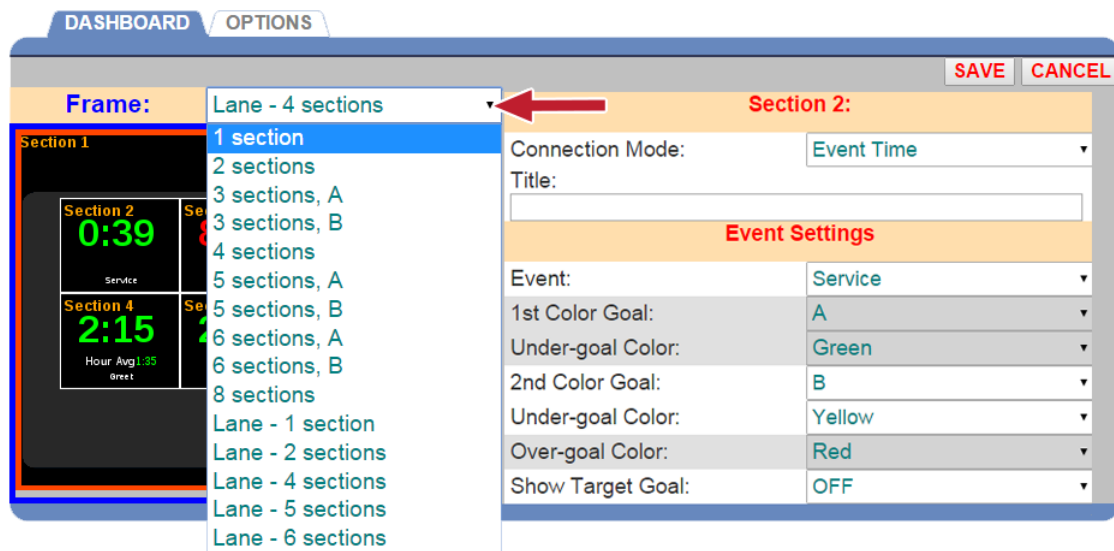 DASHBOARD OPTIONS
SAVE CANCEL
Frame: Lane - 4 sections
Section 1
Section 2
0:39
Service
Section 4
2:15
Hour Avg1:35
Greet
1 section
2 sections
3 sections, A
3 sections, B
4 sections
5 sections, A
5 sections, B
6 sections, A
6 sections, B
8 sections
Lane - 1 section
Lane - 2 sections
Lane - 4 sections
Lane - 5 sections
Lane - 6 sections
Section 2:
Connection Mode: Event Time
Title:
Event Settings
Event: Service
1st Color Goal: A
Under-goal Color: Green
2nd Color Goal: B
Under-goal Color: Yellow
Over-goal Color: Red
Show Target Goal: OFF